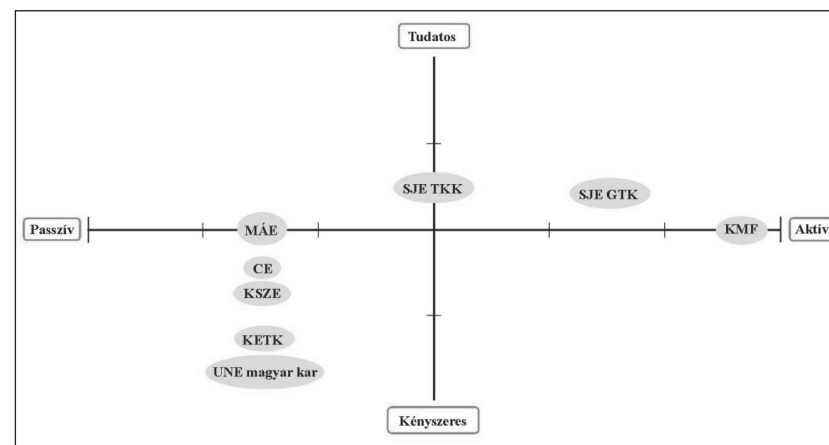 Tudatos
SJE TKK
SJE GTK
Passzív
MÁE
KMF
Aktív
CE
KSZE
KETK
UNE magyar kar
Kényszeres